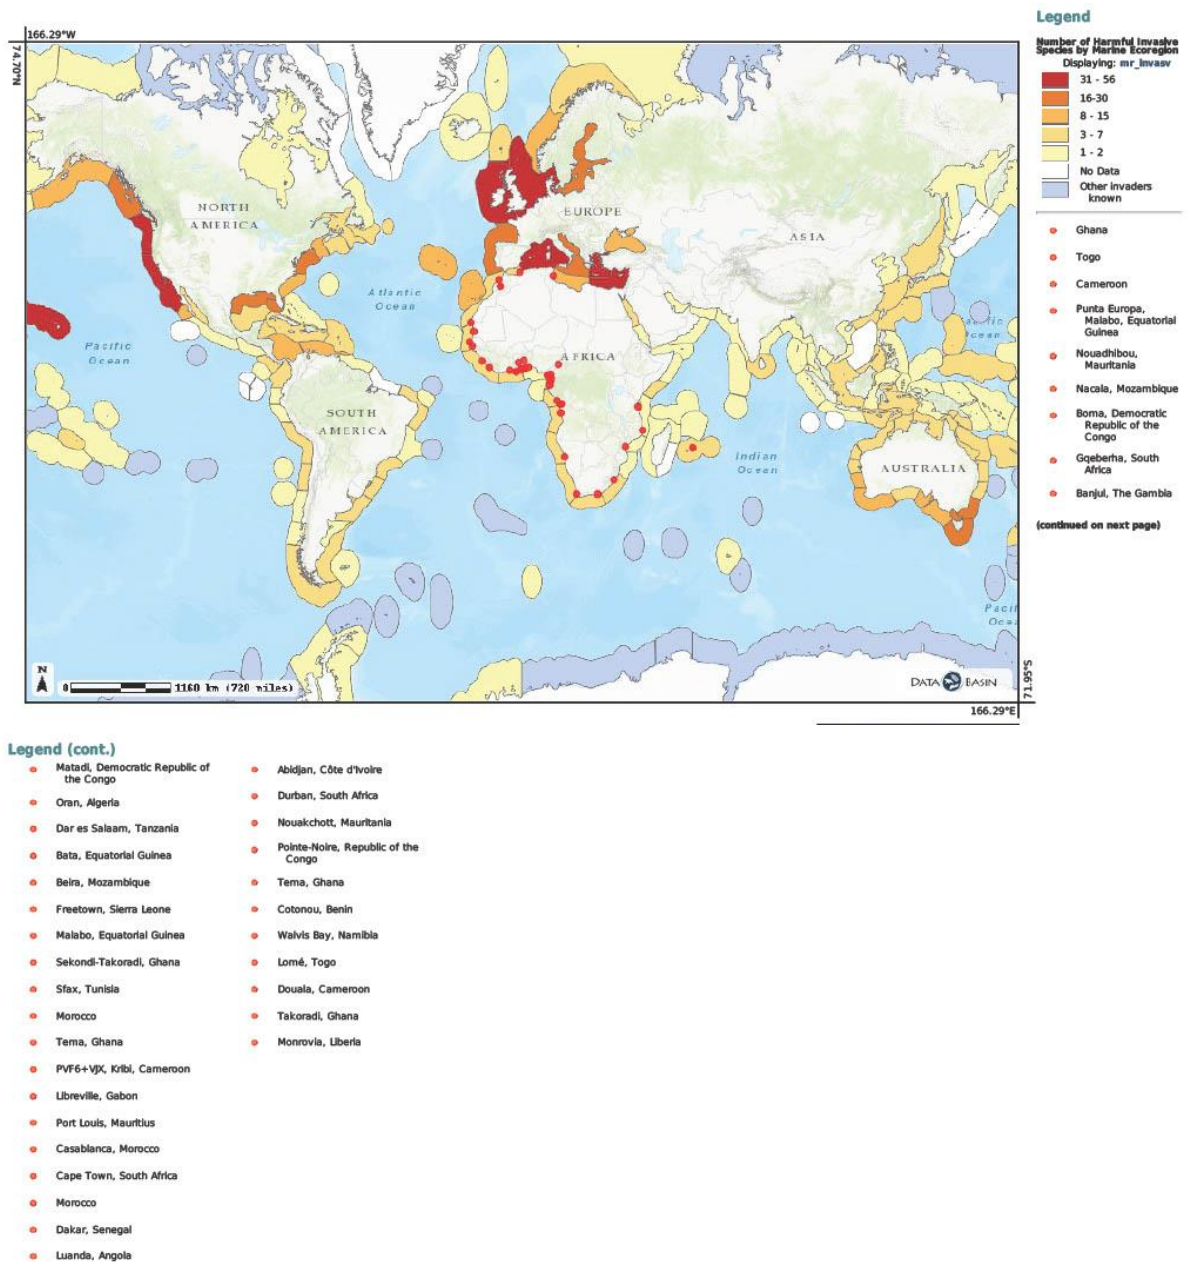 166.29°W
74.70°N
NORTH
AMERICA
EUROPE
ASIA
Atlantic
Ocean
Pacific
Ocean
AFRICA
SOUTH
AMERICA
Indian
Ocean
AUSTRALIA
N
0 1160 km (720 miles)
DATA BASIN
71.95°S
166.29°E
Legend
Number of Harmful Invasive
Species by Marine Ecoregion
Displaying: mr_invasv
31 - 56
16-30
8 - 15
3 - 7
1 - 2
No Data
Other invaders
known
Ghana
Togo
Cameroon
Punta Europa,
Malabo, Equatorial
Guinea
Nouadhibou,
Mauritania
Nacala, Mozambique
Boma, Democratic
Republic of the
Congo
Gqeberha, South
Africa
Banjul, The Gambia
(continued on next page)
Legend (cont.)
Matadi, Democratic Republic of
the Congo
Oran, Algeria
Dar es Salaam, Tanzania
Bata, Equatorial Guinea
Beira, Mozambique
Freetown, Sierra Leone
Malabo, Equatorial Guinea
Sekondi-Takoradi, Ghana
Sfax, Tunisia
Morocco
Tema, Ghana
PVF6+VJX, Kribi, Cameroon
Libreville, Gabon
Port Louis, Mauritius
Casablanca, Morocco
Cape Town, South Africa
Morocco
Dakar, Senegal
Luanda, Angola
Abidjan, Côte d'Ivoire
Durban, South Africa
Nouakchott, Mauritania
Pointe-Noire, Republic of the
Congo
Tema, Ghana
Cotonou, Benin
Walvis Bay, Namibia
Lomé, Togo
Douala, Cameroon
Takoradi, Ghana
Monrovia, Liberia